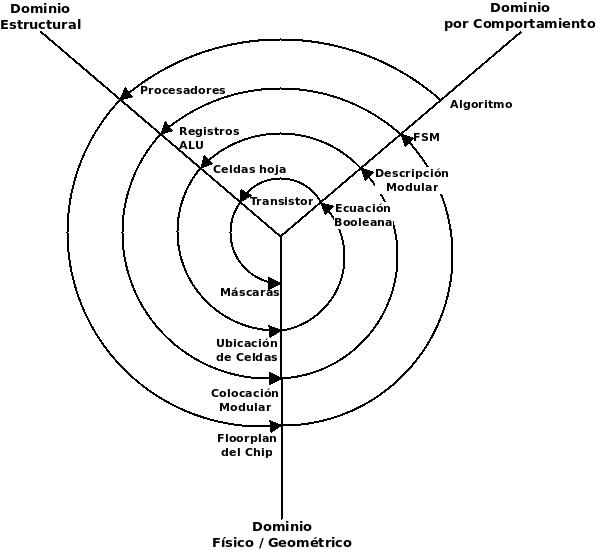 Dominio
Estructural
Dominio
por Comportamiento
Procesadores
Algoritmo
Registros
ALU
FSM
Celdas hoja
Descripción
Modular
Transistor
Ecuación
Booleana
Máscaras
Ubicación
de Celdas
Colocación
Modular
Floorplan
del Chip
Dominio
Físico / Geométrico